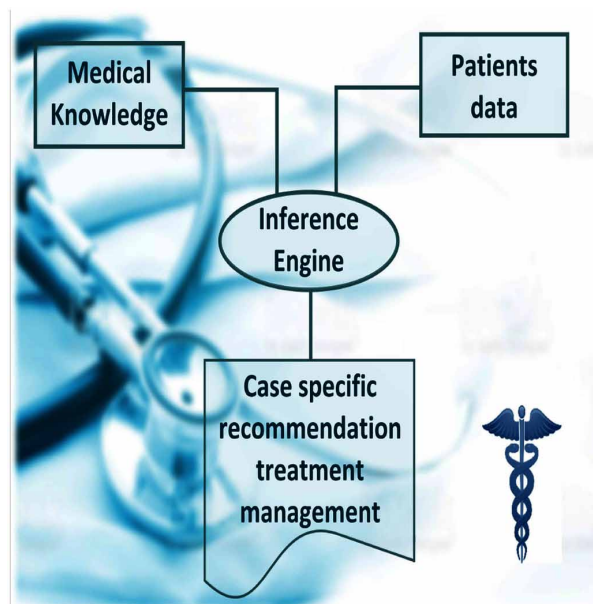 Medical
Knowledge
Patients
data
Inference
Engine
Case specific
recommendation
treatment
management